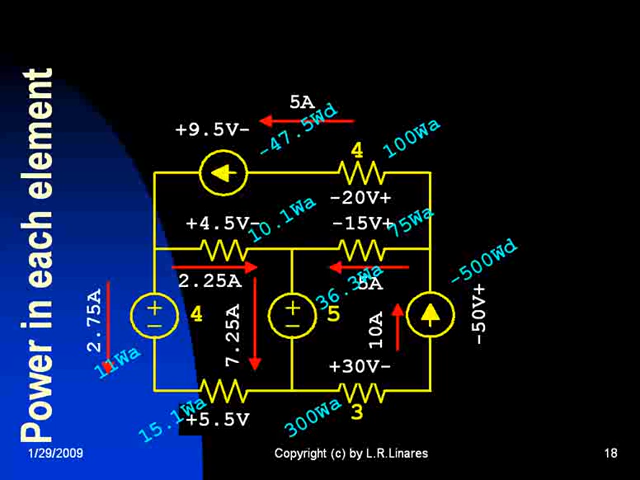 Power in each element
5A
-47.5Wd
100Wa
+9.5V-
4
-20V+
+4.5V-
10.1Wa
-15V+
75Wa
2.25A
36.3Wa
5A
-500Wd
2.75A
+
-
4
7.25A
+
-
5
10A
-50V+
11Wa
+30V-
15.1Wa
+5.5V
300Wa
3
1/29/2009
Copyright (c) by L.R.Linares
18